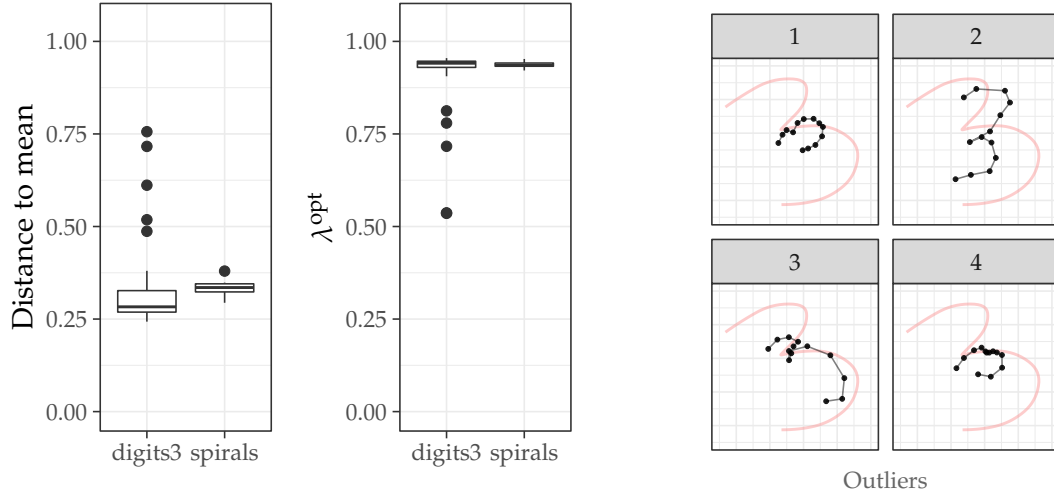 Distance to mean
1.00
0.75
0.50
0.25
0.00
digits3 spirals
λopt
1.00
0.75
0.50
0.25
0.00
digits3 spirals
1
2
3
4
Outliers